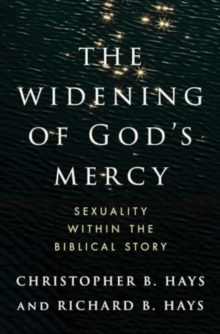 THE
WIDENING
OF GOD'S
MERCY
SEXUALITY
WITHIN THE
BIBLICAL STORY
CHRISTOPHER B. HAYS
AND RICHARD B. HAYS